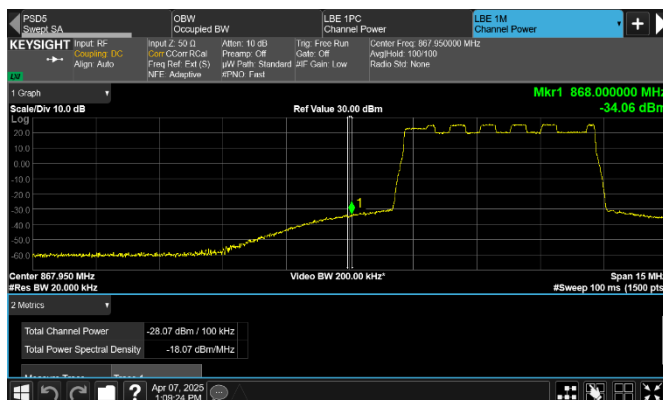 PSD5
Swept SA
OBW
Occupied BW
LBE 1PC
Channel Power
LBE 1M
Channel Power
KEYSIGHT
Input: RF
Coupling: DC
Align: Auto
Input Z: 50 Ω
Corr CCorr RCal
Freq Ref: Ext (S)
NFE: Adaptive
Atten: 10 dB
Preamp: Off
µW Path: Standard
#PNO: Fast
Trig: Free Run
Gate: Off
#IF Gain: Low
Center Freq: 867.950000 MHz
Avg|Hold: 100/100
Radio Std: None
1 Graph
Scale/Div 10.0 dB
Ref Value 30.00 dBm
Mkr1 868.000000 MHz
-34.06 dBm
Log
20.0
10.0
0.00
-10.0
-20.0
-30.0
-40.0
-50.0
-60.0
1
Center 867.950 MHz
#Res BW 20.000 kHz
Video BW 200.00 kHz*
Span 15 MHz
#Sweep 100 ms (1500 pts)
2 Metrics
Total Channel Power -28.07 dBm / 100 kHz
Total Power Spectral Density -18.07 dBm/MHz
Measure Trace Trace 1
?
Apr 07, 2025
1:09:24 PM